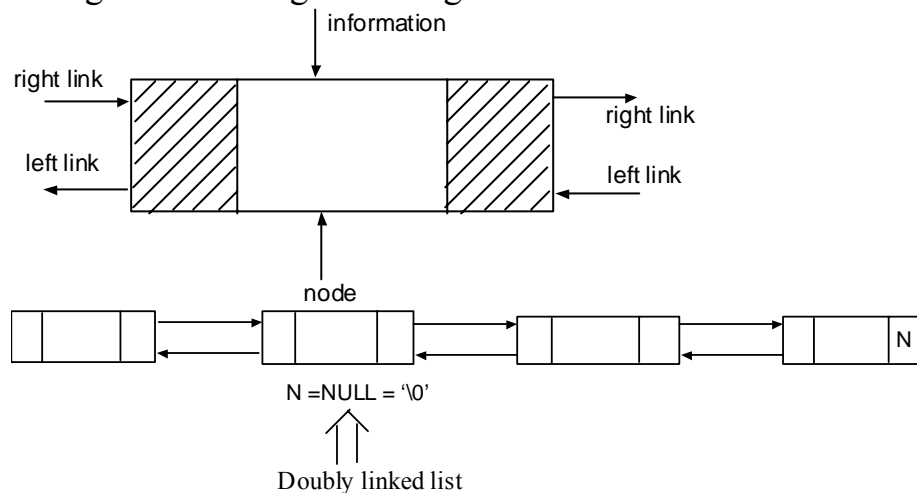 information
right link
right link
left link
left link
node
N
N =NULL = ‘\0’
Doubly linked list